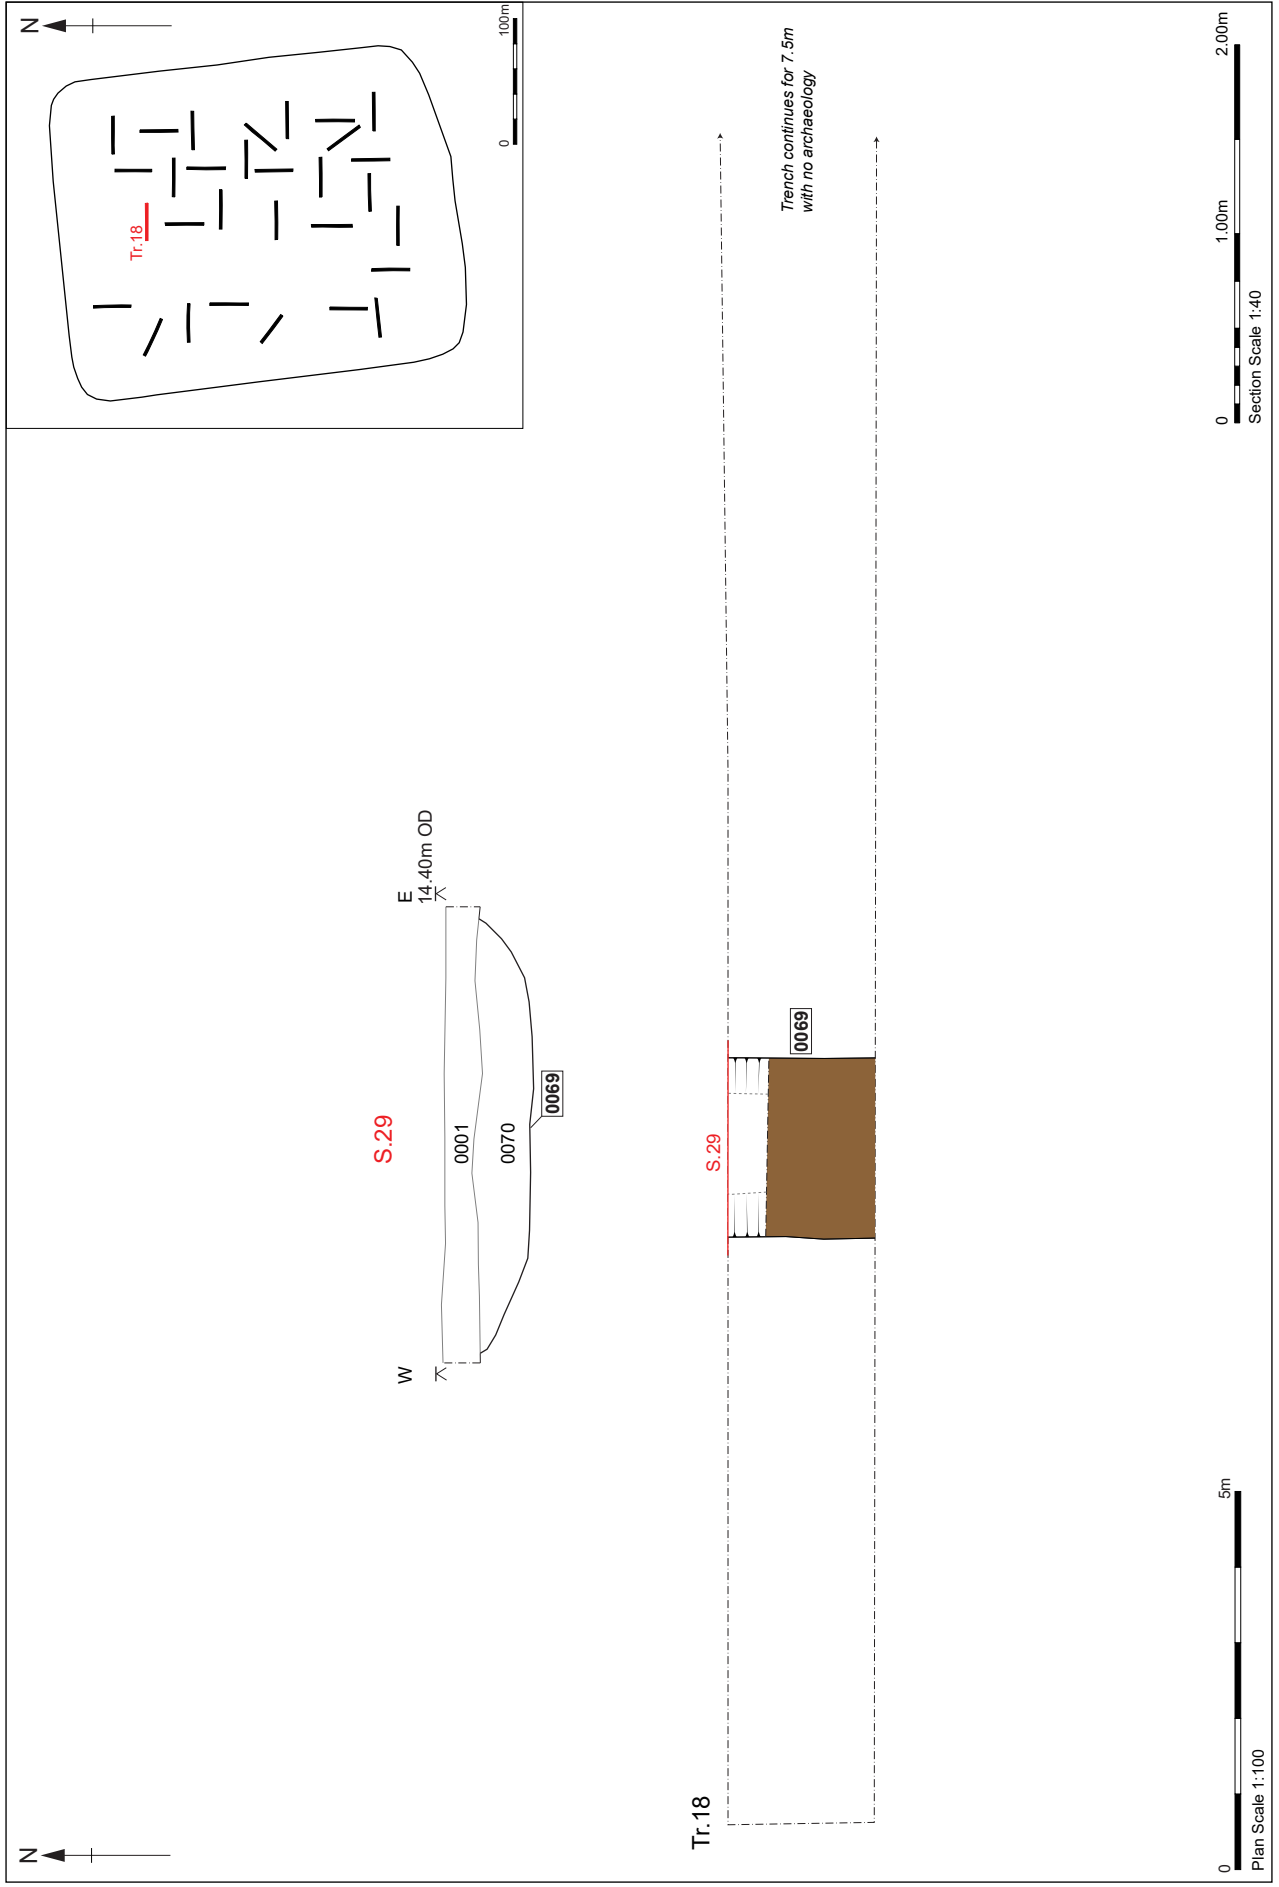 N
S.29
W
E
14.40m OD
0001
0070
0069
N
Tr.18
0
100m
Tr.18
S.29
0069
Trench continues for 7.5m
with no archaeology
0
5m
Plan Scale 1:100
0
1.00m
2.00m
Section Scale 1:40